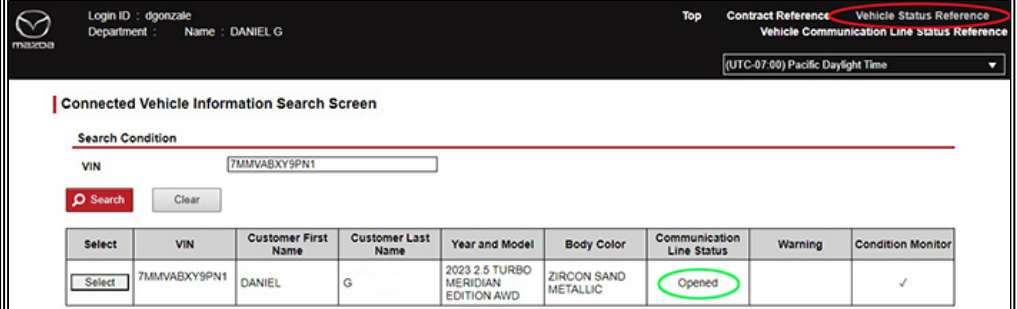 mazda
Login ID : dgonzale
Department : Name : DANIEL G
Top Contract Reference Vehicle Status Reference
Vehicle Communication Line Status Reference
(UTC-07:00) Pacific Daylight Time
Connected Vehicle Information Search Screen
Search Condition
VIN 7MMVABXY9PN1
Search Clear
Select VIN Customer First Name Customer Last Name Year and Model Body Color Communication Line Status Warning Condition Monitor
Select 7MMVABXY9PN1 DANIEL G 2023 2.5 TURBO MERIDIAN EDITION AWD ZIRCON SAND METALLIC Opened ✓